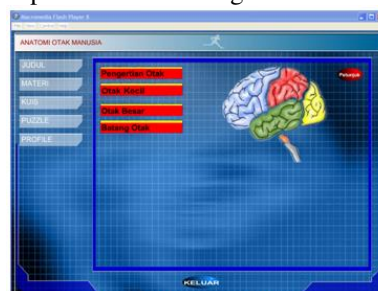 Macromedia Flash Player 8
ANATOMI OTAK MANUSIA
JUDUL
MATERI
KUIS
PUZZLE
PROFILE
Pengertian Otak
Otak Kecil
Otak Besar
Batang Otak
Petunjuk
KELUAR